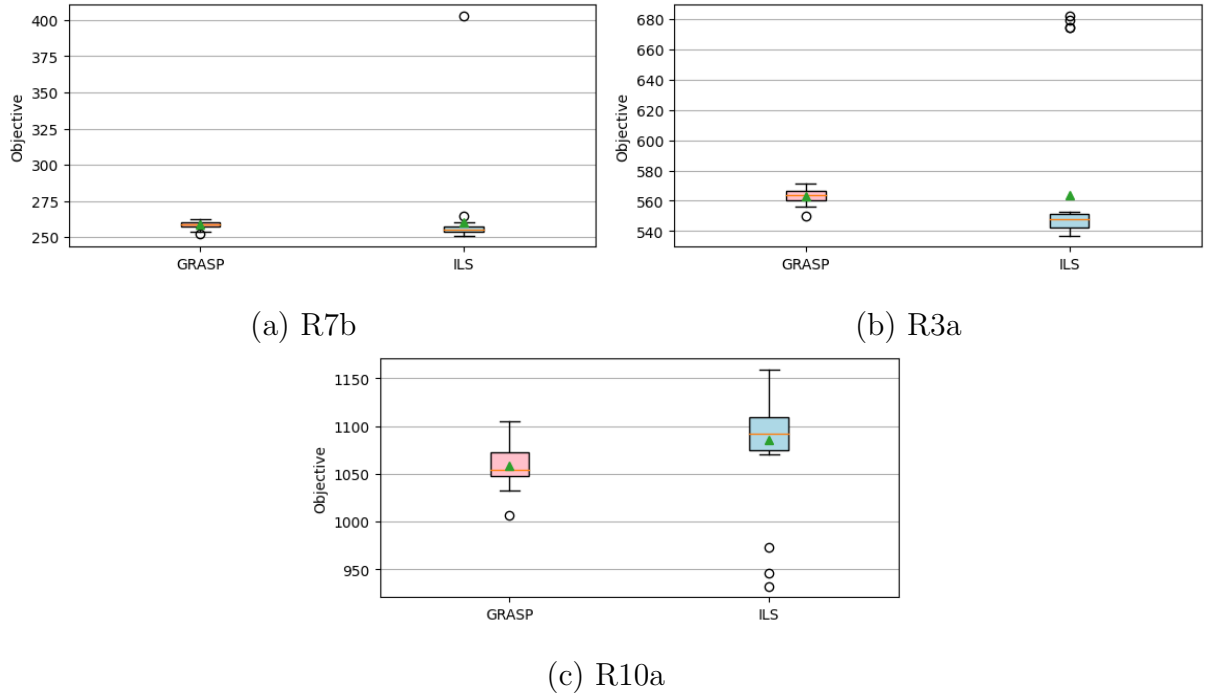 400
375
350
325
300
275
250
Objective
GRASP
ILS
(a) R7b
680
660
640
620
600
580
560
540
Objective
GRASP
ILS
(b) R3a
1150
1100
1050
1000
950
Objective
GRASP
ILS
(c) R10a